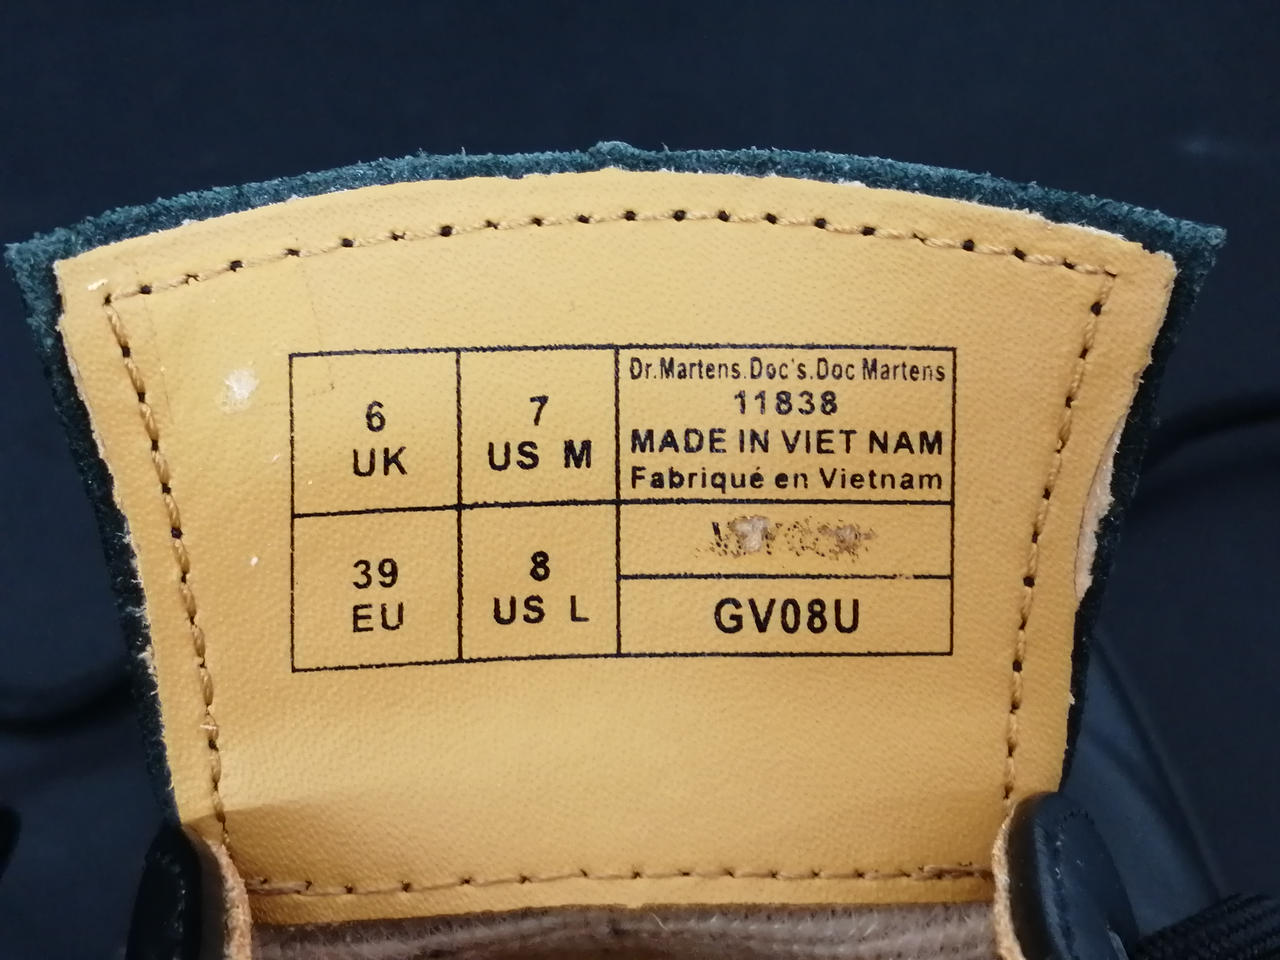 6
UK
7
US M
39
EU
8
US L
Dr.Martens.Doc's.Doc Martens
11838
MADE IN VIET NAM
Fabriqué en Vietnam
GV08U